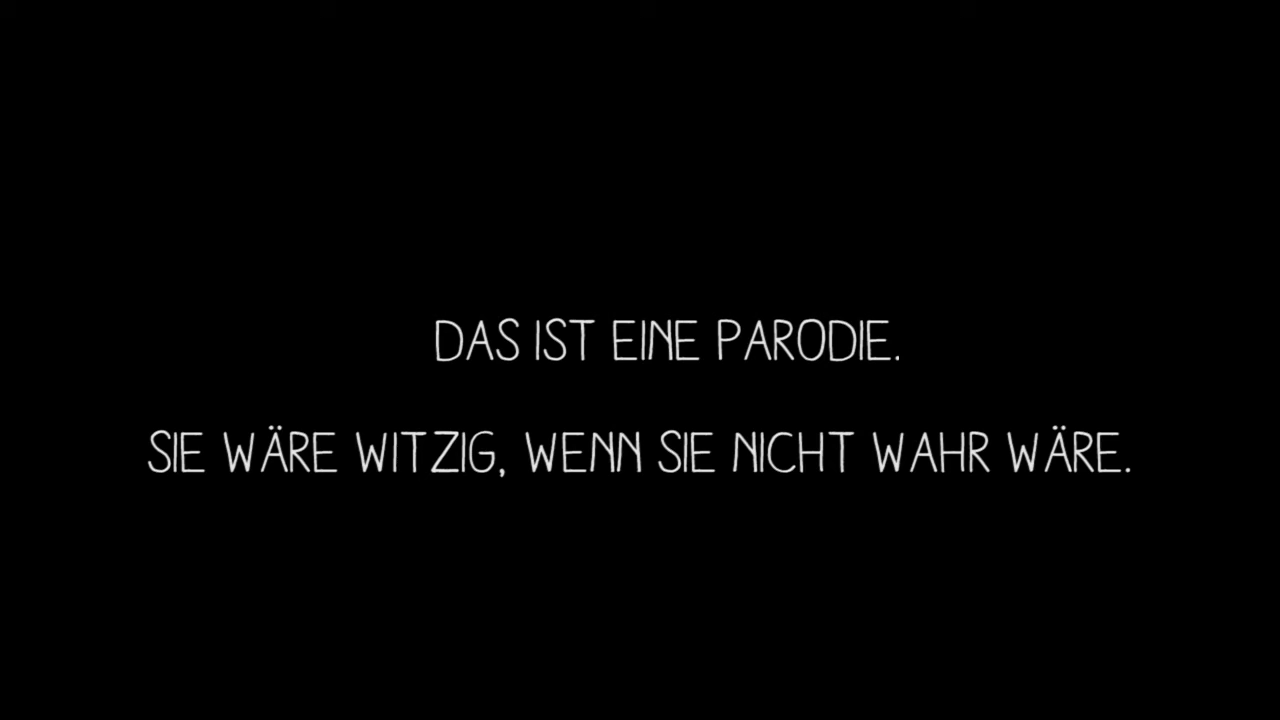 DAS IST EINE PARODIE.
SIE WÄRE WITZIG, WENN SIE NICHT WAHR WÄRE.